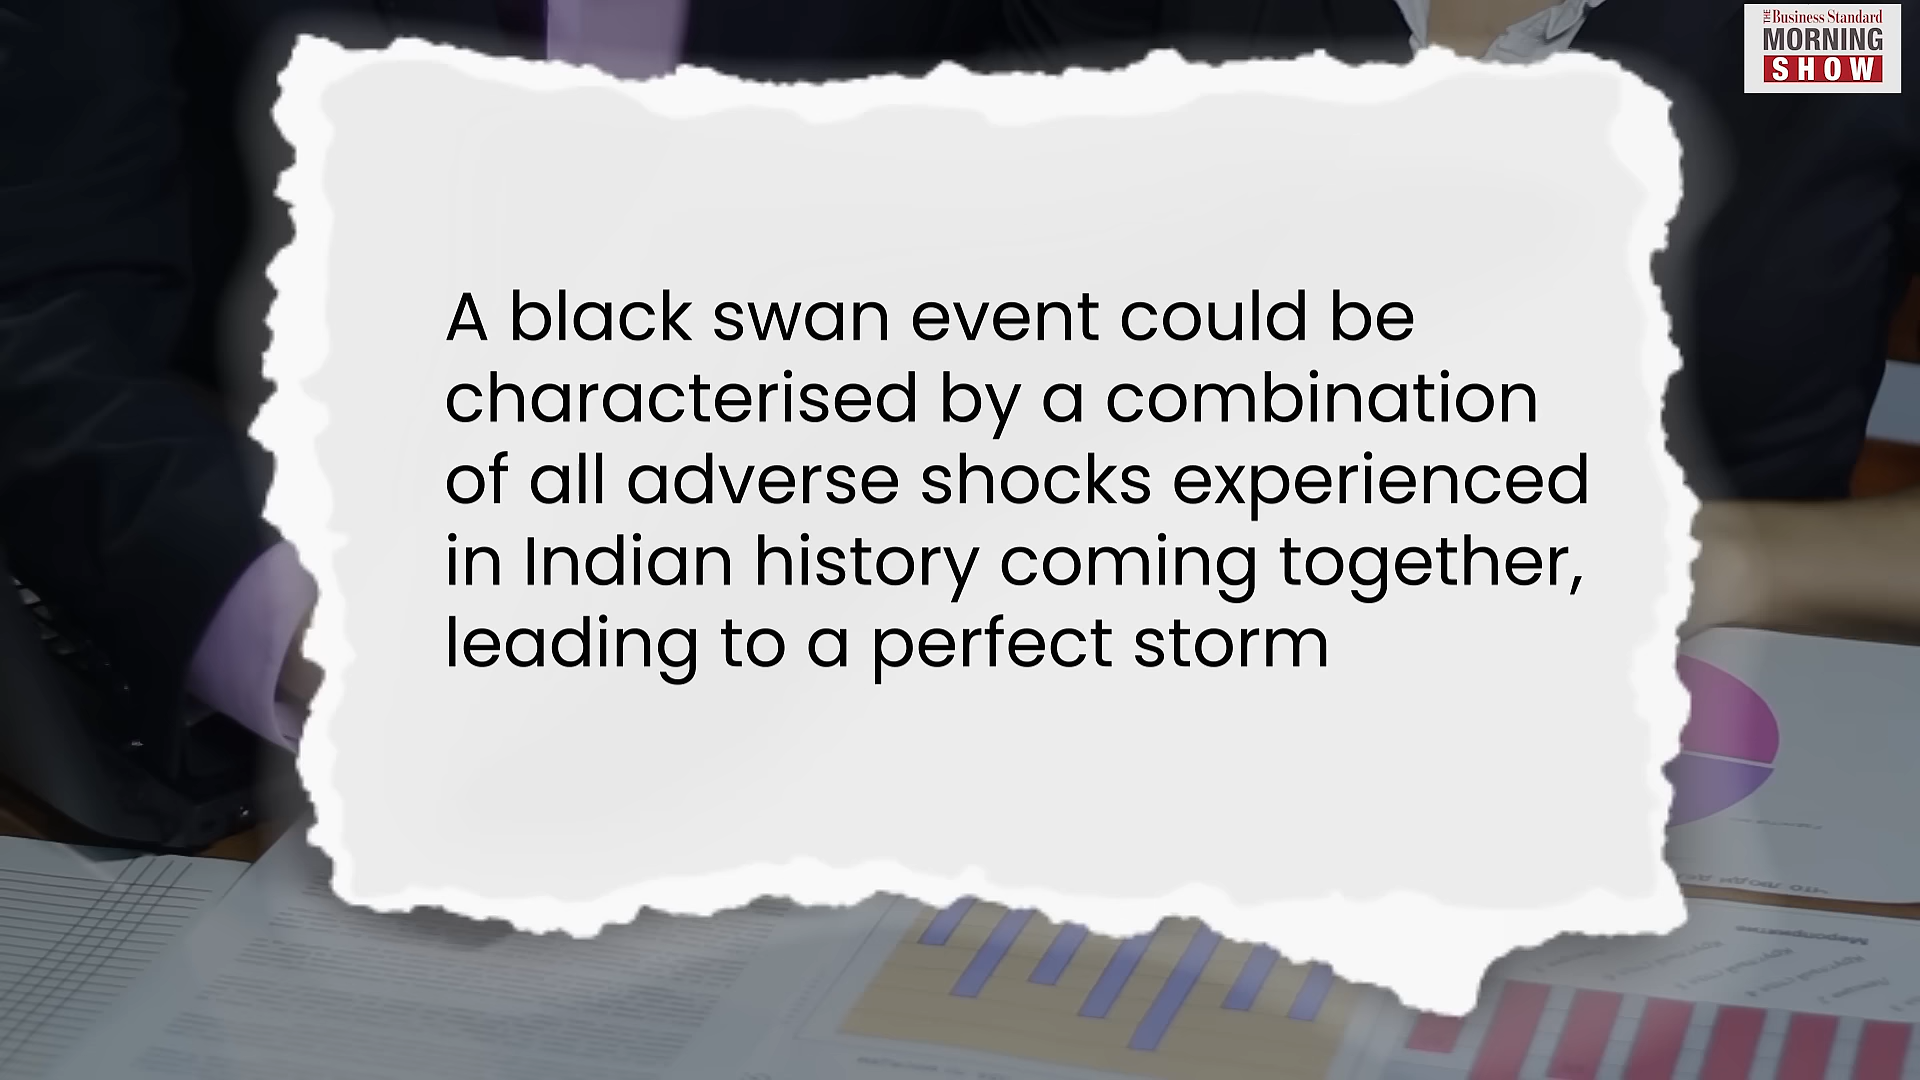 THE Business Standard
MORNING
SHOW
A black swan event could be
characterised by a combination
of all adverse shocks experienced
in Indian history coming together,
leading to a perfect storm